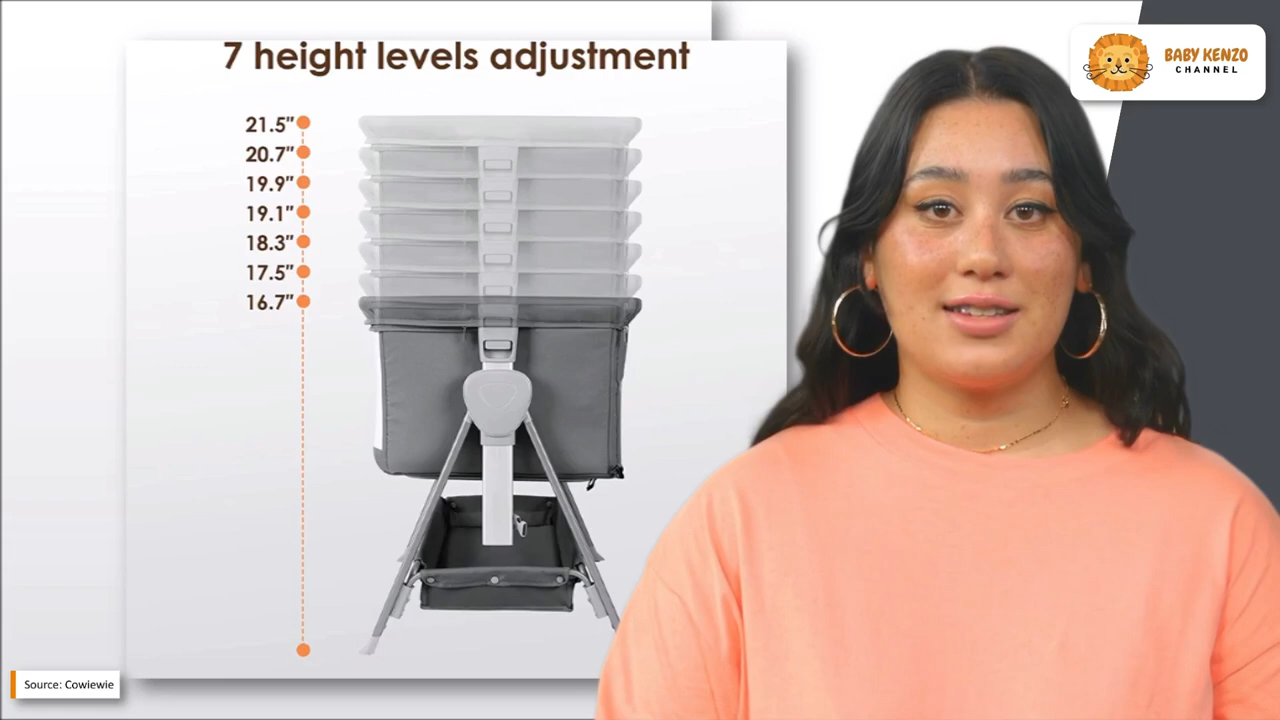 7 height levels adjustment
21.5"
20.7"
19.9"
19.1"
18.3"
17.5"
16.7"
BABY KENZO
CHANNEL
Source: Cowiewie